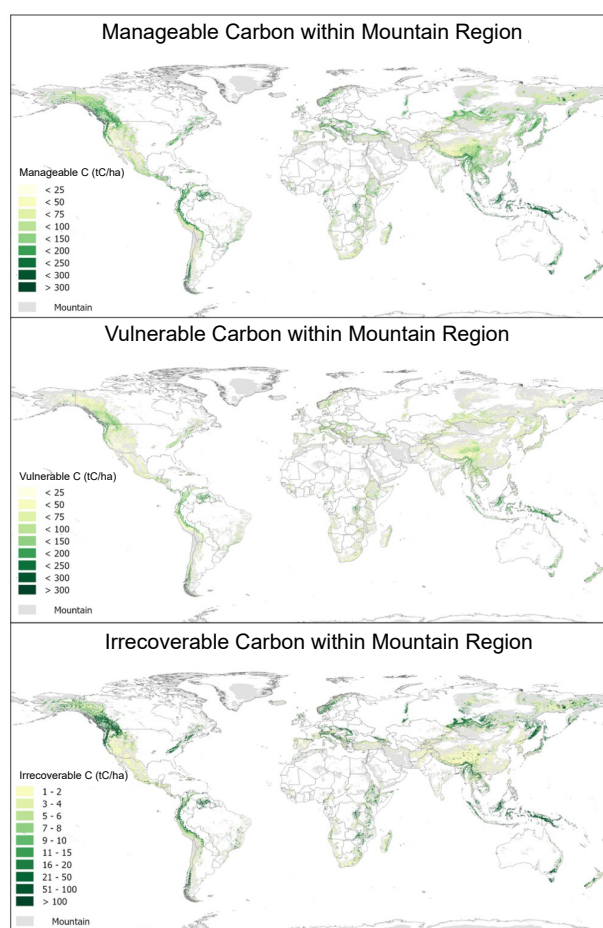 Manageable Carbon within Mountain Region
Manageable C (tC/ha)
< 25
< 50
< 75
< 100
< 150
< 200
< 250
< 300
> 300
Mountain
Vulnerable Carbon within Mountain Region
Vulnerable C (tC/ha)
< 25
< 50
< 75
< 100
< 150
< 200
< 250
< 300
> 300
Mountain
Irrecoverable Carbon within Mountain Region
Irrecoverable C (tC/ha)
1 - 2
3 - 4
5 - 6
7 - 8
9 - 10
11 - 15
16 - 20
21 - 50
51 - 100
> 100
Mountain